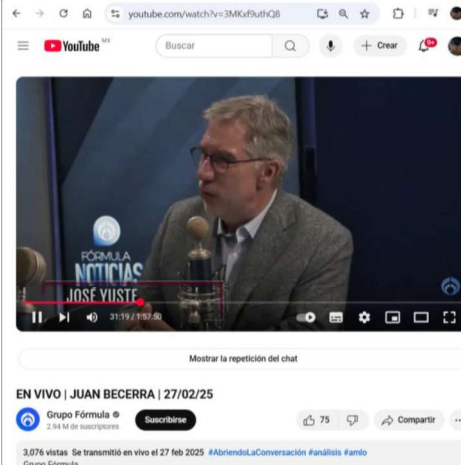 youtube.com/watch?v=3MKxf9uthQ8
YouTube MX
Buscar
Crear
9+
FÓRMULA
NOTICIAS
JOSÉ YUSTE
31:19 / 1:57:50
Mostrar la repetición del chat
EN VIVO | JUAN BECERRA | 27/02/25
Grupo Fórmula
2.94 M de suscriptores
Suscribirse
75
Compartir
3,076 vistas Se transmitió en vivo el 27 feb 2025 #AbriendoLaConversación #análisis #amlo
Grupo Fórmula